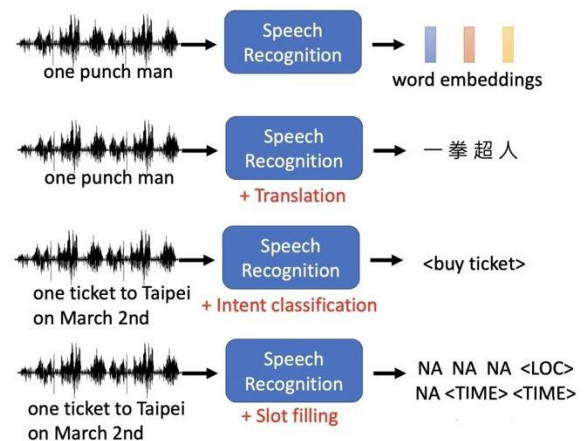 one punch man
Speech
Recognition
word embeddings
one punch man
Speech
Recognition
+ Translation
一拳超人
one ticket to Taipei
on March 2nd
Speech
Recognition
+ Intent classification
<buy ticket>
one ticket to Taipei
on March 2nd
Speech
Recognition
+ Slot filling
NA NA NA <LOC>
NA <TIME> <TIME>